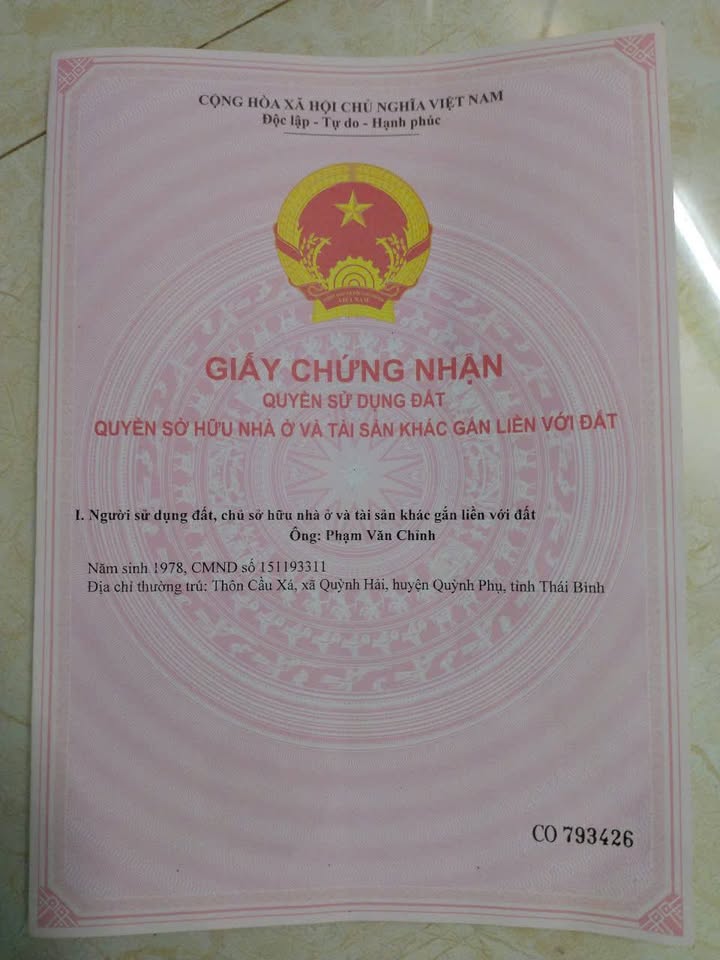 CỘNG HÒA XÃ HỘI CHỦ NGHĨA VIỆT NAM
Độc lập - Tự do - Hạnh phúc
VIỆT NAM
GIẤY CHỨNG NHẬN
QUYỀN SỬ DỤNG ĐẤT
QUYỀN SỞ HỮU NHÀ Ở VÀ TÀI SẢN KHÁC GẮN LIỀN VỚI ĐẤT
I. Người sử dụng đất, chủ sở hữu nhà ở và tài sản khác gắn liền với đất
Ông: Phạm Văn Chinh
Năm sinh 1978, CMND số 151193311
Địa chỉ thường trú: Thôn Cầu Xá, xã Quỳnh Hải, huyện Quỳnh Phụ, tỉnh Thái Bình
CO 793426